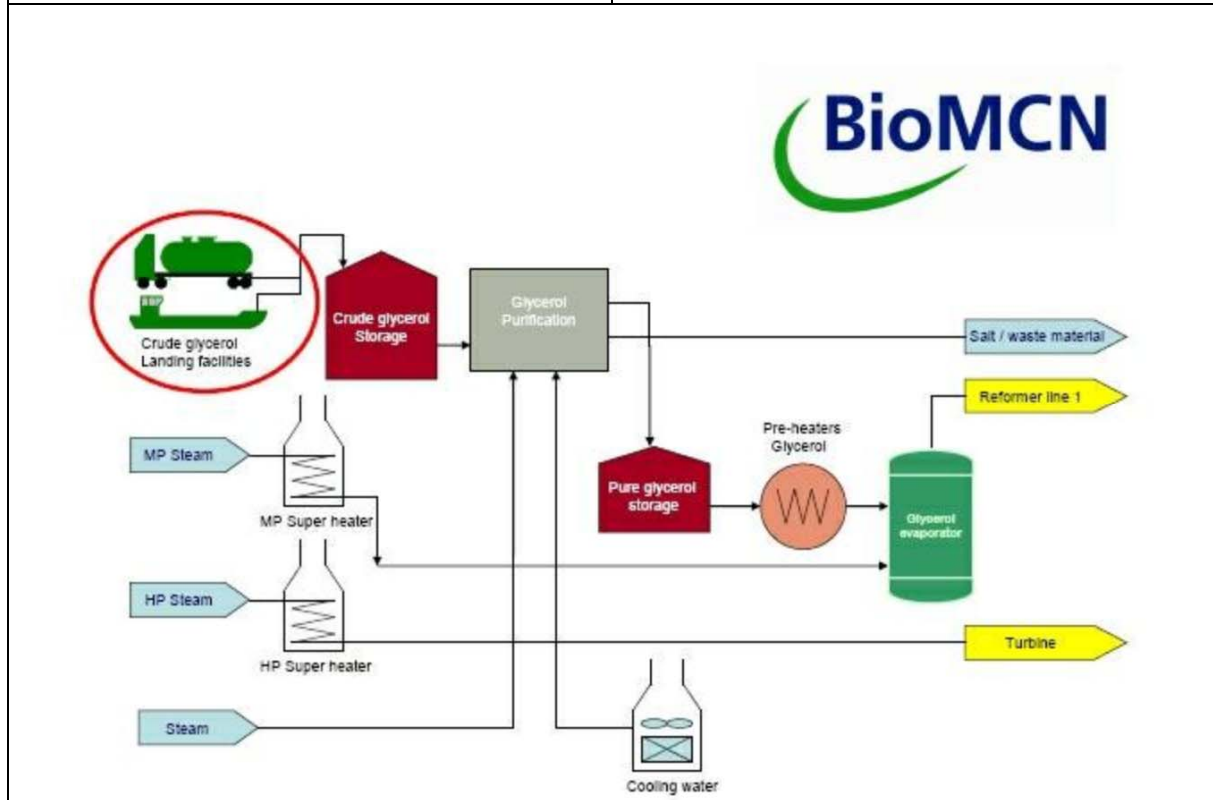 BioMCN
Crude glycerol
Landing facilities
Crude glycerol
Storage
Glycerol
Purification
Salt / waste material
Reformer line 1
MP Steam
MP Super heater
Pre-heaters
Glycerol
Pure glycerol
storage
Glycerol
evaporator
HP Steam
HP Super heater
Turbine
Steam
Cooling water